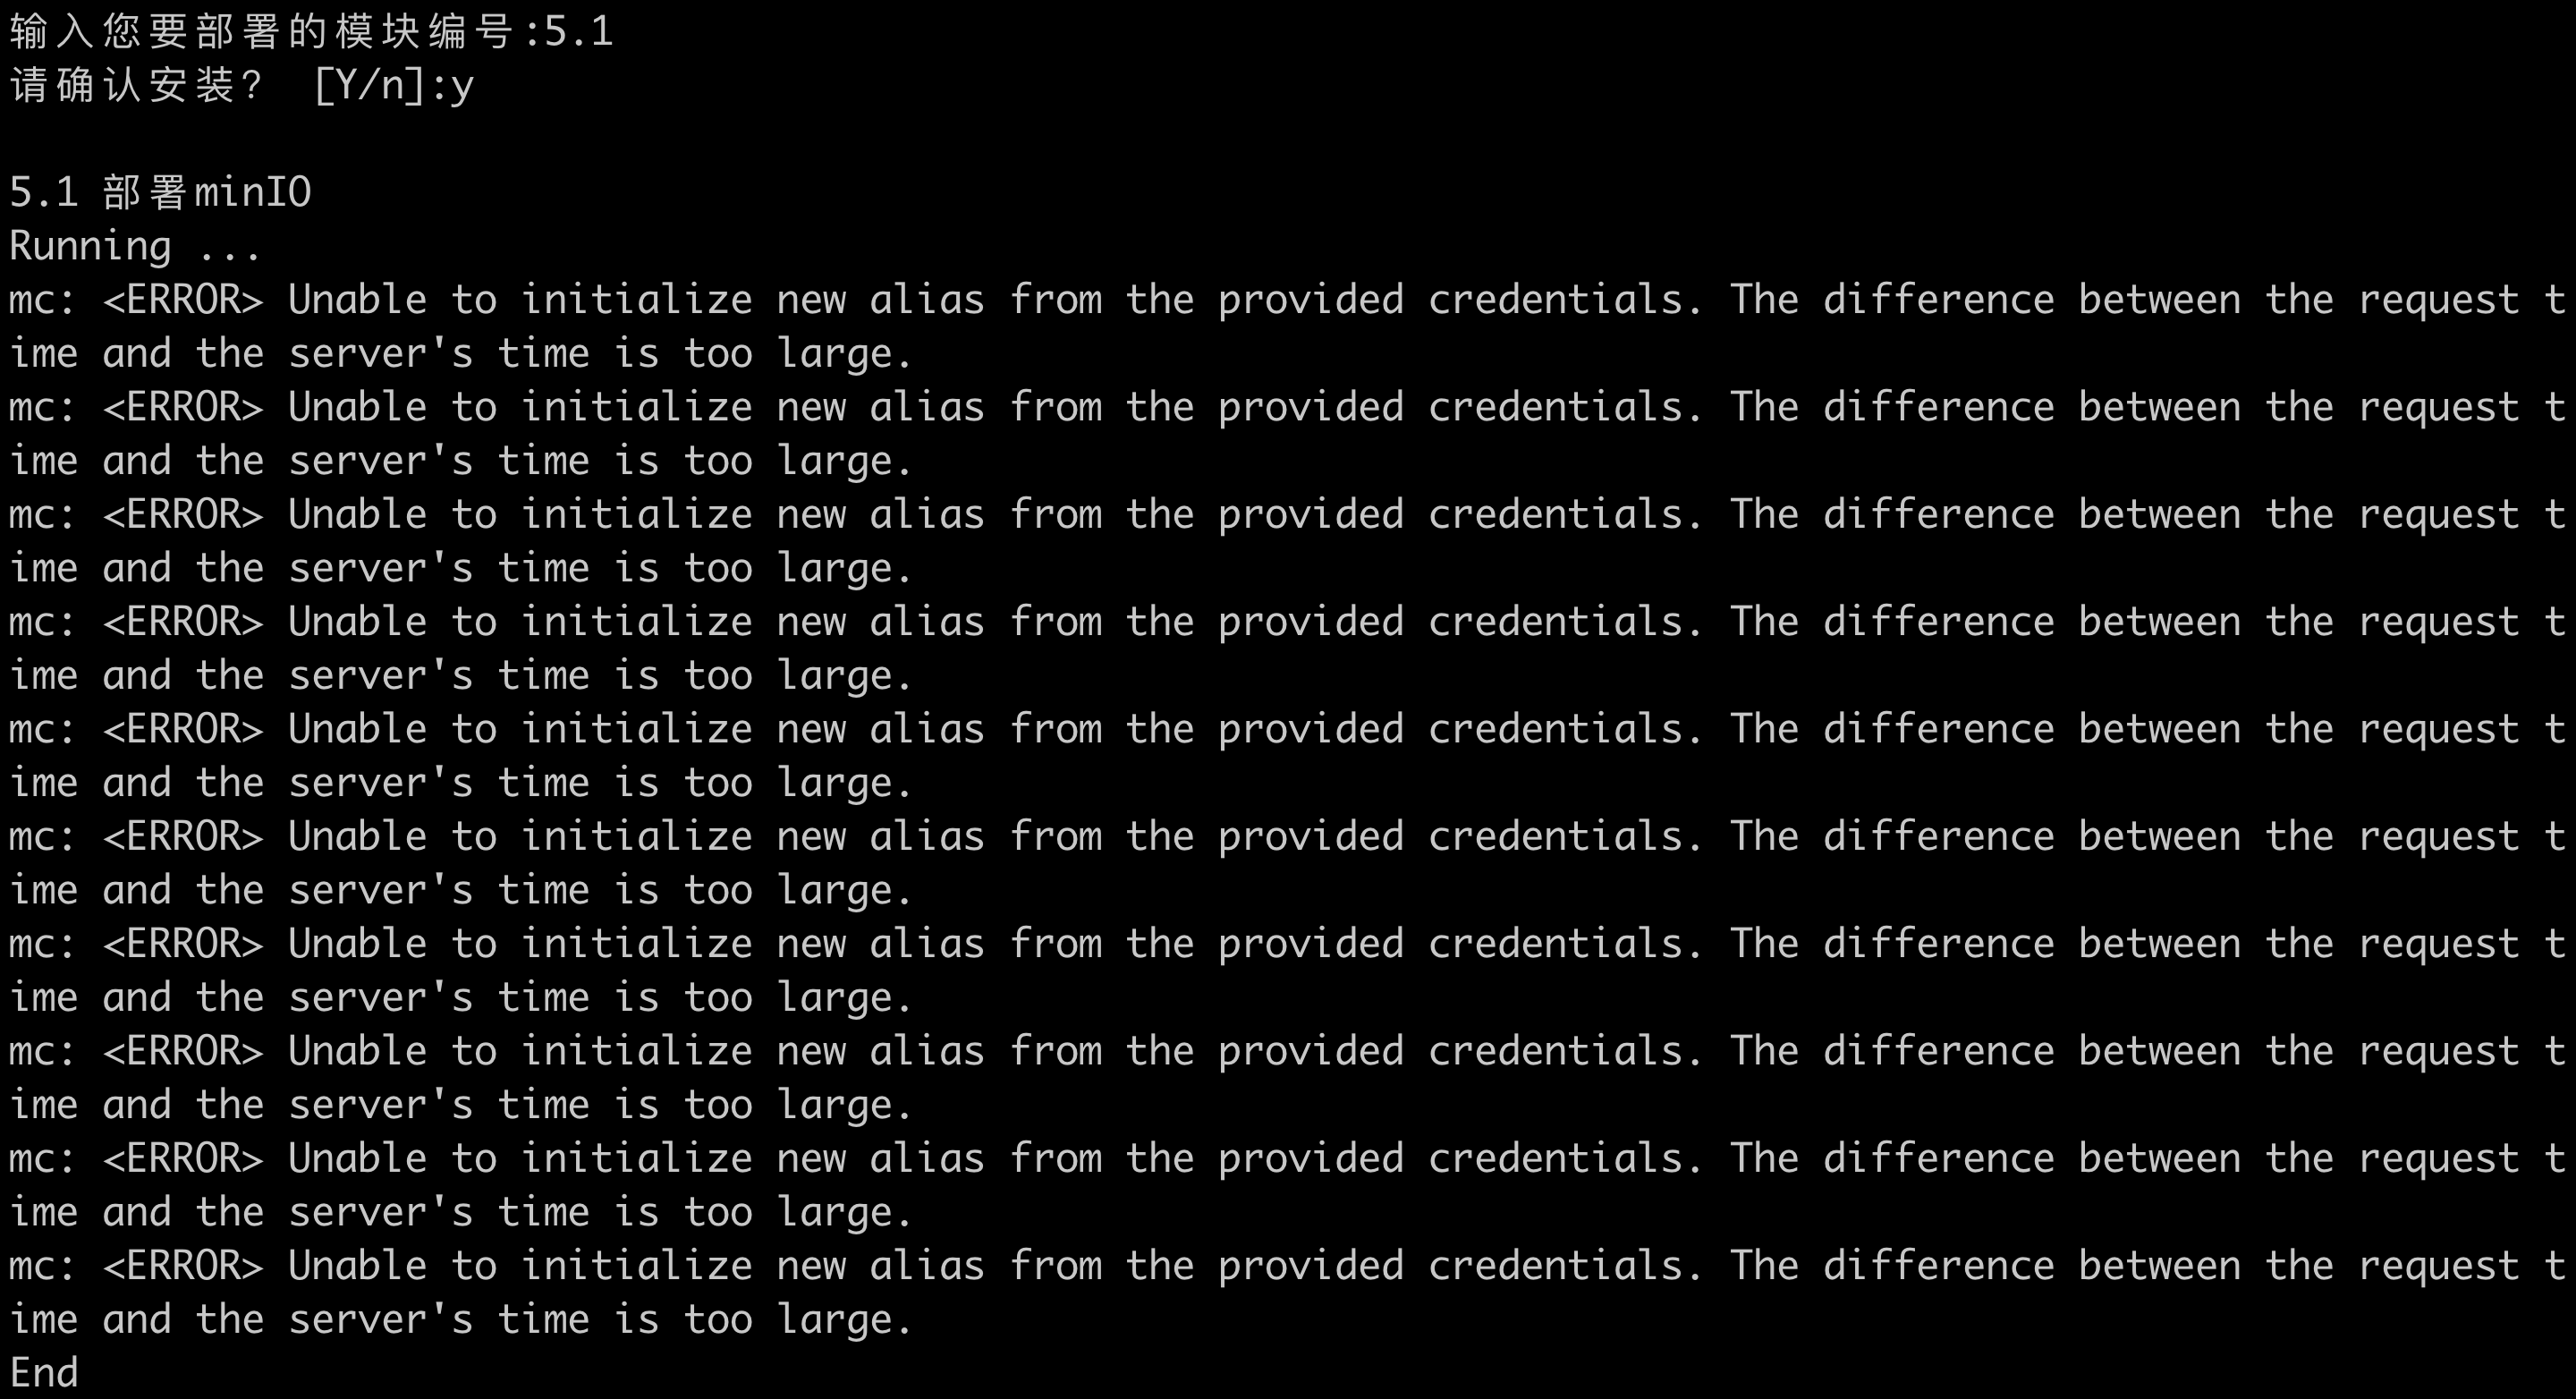 输入您要部署的模块编号:5.1
请确认安装? [Y/n]:y
5.1 部署minIO
Running ...
mc: <ERROR> Unable to initialize new alias from the provided credentials. The difference between the request t
ime and the server's time is too large.
mc: <ERROR> Unable to initialize new alias from the provided credentials. The difference between the request t
ime and the server's time is too large.
mc: <ERROR> Unable to initialize new alias from the provided credentials. The difference between the request t
ime and the server's time is too large.
mc: <ERROR> Unable to initialize new alias from the provided credentials. The difference between the request t
ime and the server's time is too large.
mc: <ERROR> Unable to initialize new alias from the provided credentials. The difference between the request t
ime and the server's time is too large.
mc: <ERROR> Unable to initialize new alias from the provided credentials. The difference between the request t
ime and the server's time is too large.
mc: <ERROR> Unable to initialize new alias from the provided credentials. The difference between the request t
ime and the server's time is too large.
mc: <ERROR> Unable to initialize new alias from the provided credentials. The difference between the request t
ime and the server's time is too large.
mc: <ERROR> Unable to initialize new alias from the provided credentials. The difference between the request t
ime and the server's time is too large.
mc: <ERROR> Unable to initialize new alias from the provided credentials. The difference between the request t
ime and the server's time is too large.
End